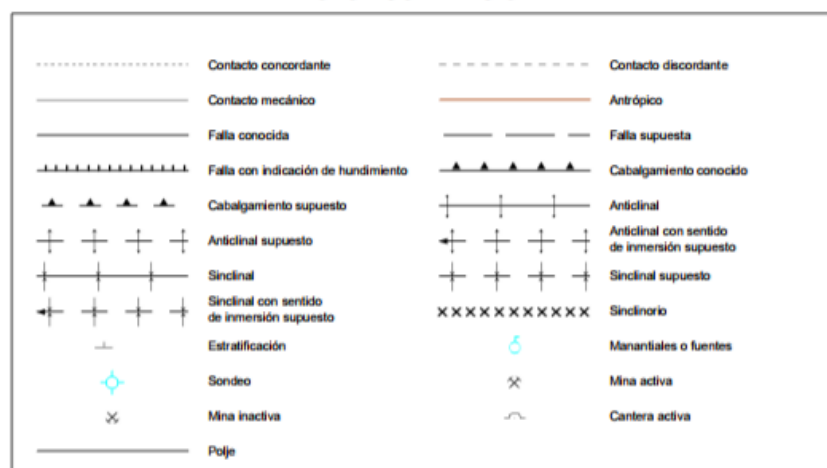 Contacto concordante
Contacto discordante
Contacto mecánico
Antrópico
Falla conocida
Falla supuesta
Falla con indicación de hundimiento
Cabalgamiento conocido
Cabalgamiento supuesto
Anticlinal
Anticlinal supuesto
Anticlinal con sentido
de inmersión supuesto
Sinclinal
Sinclinal supuesto
Sinclinal con sentido
de inmersión supuesto
Sinclinorio
Estratificación
Manantiales o fuentes
Sondeo
Mina activa
Mina inactiva
Cantera activa
Polje